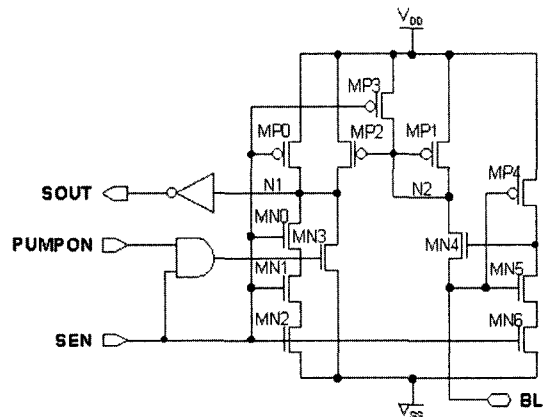 VDD
MP3
MP0
MP2
MP1
MP4
N1
N2
SOUT
MN0
MN3
MN4
PUMPON
MN1
MN5
MN2
MN6
SEN
VSS
BL